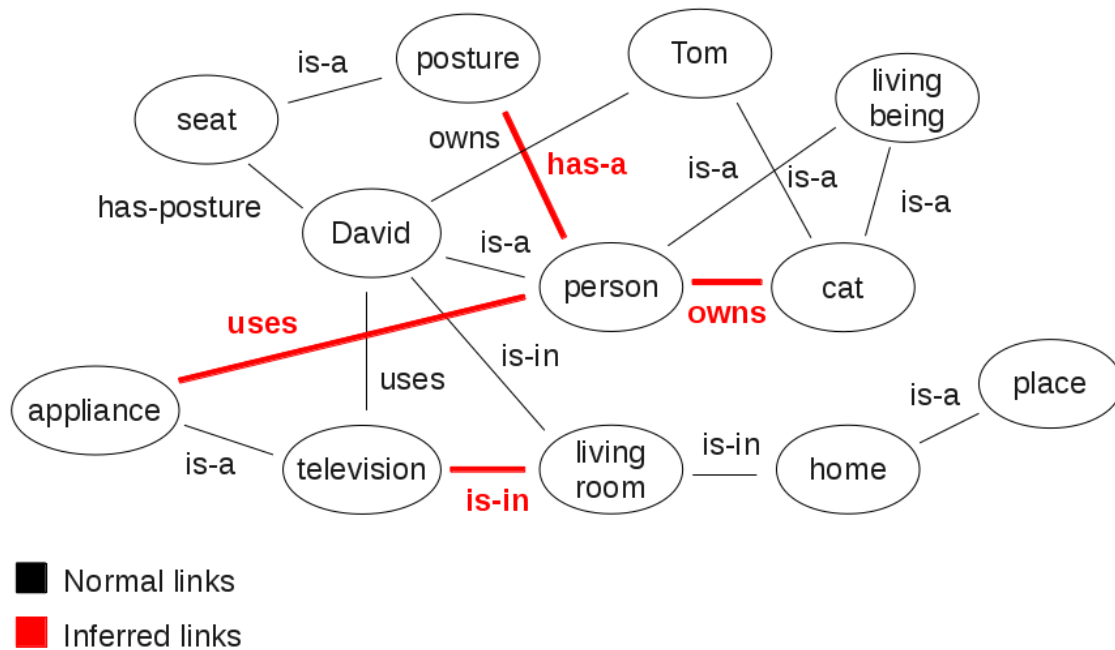 posture
Tom
is-a
living
being
seat
owns
has-a
is-a
is-a
has-posture
is-a
David
is-a
person
cat
uses
owns
is-in
uses
place
appliance
is-a
is-a
television
is-in
living
room
is-in
home
Normal links
Inferred links